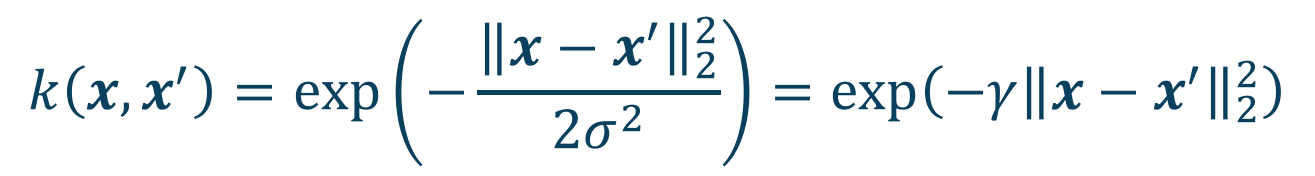 k(x, x′) = exp(−‖x − x′‖₂² / 2σ²) = exp(−γ‖x − x′‖₂²)